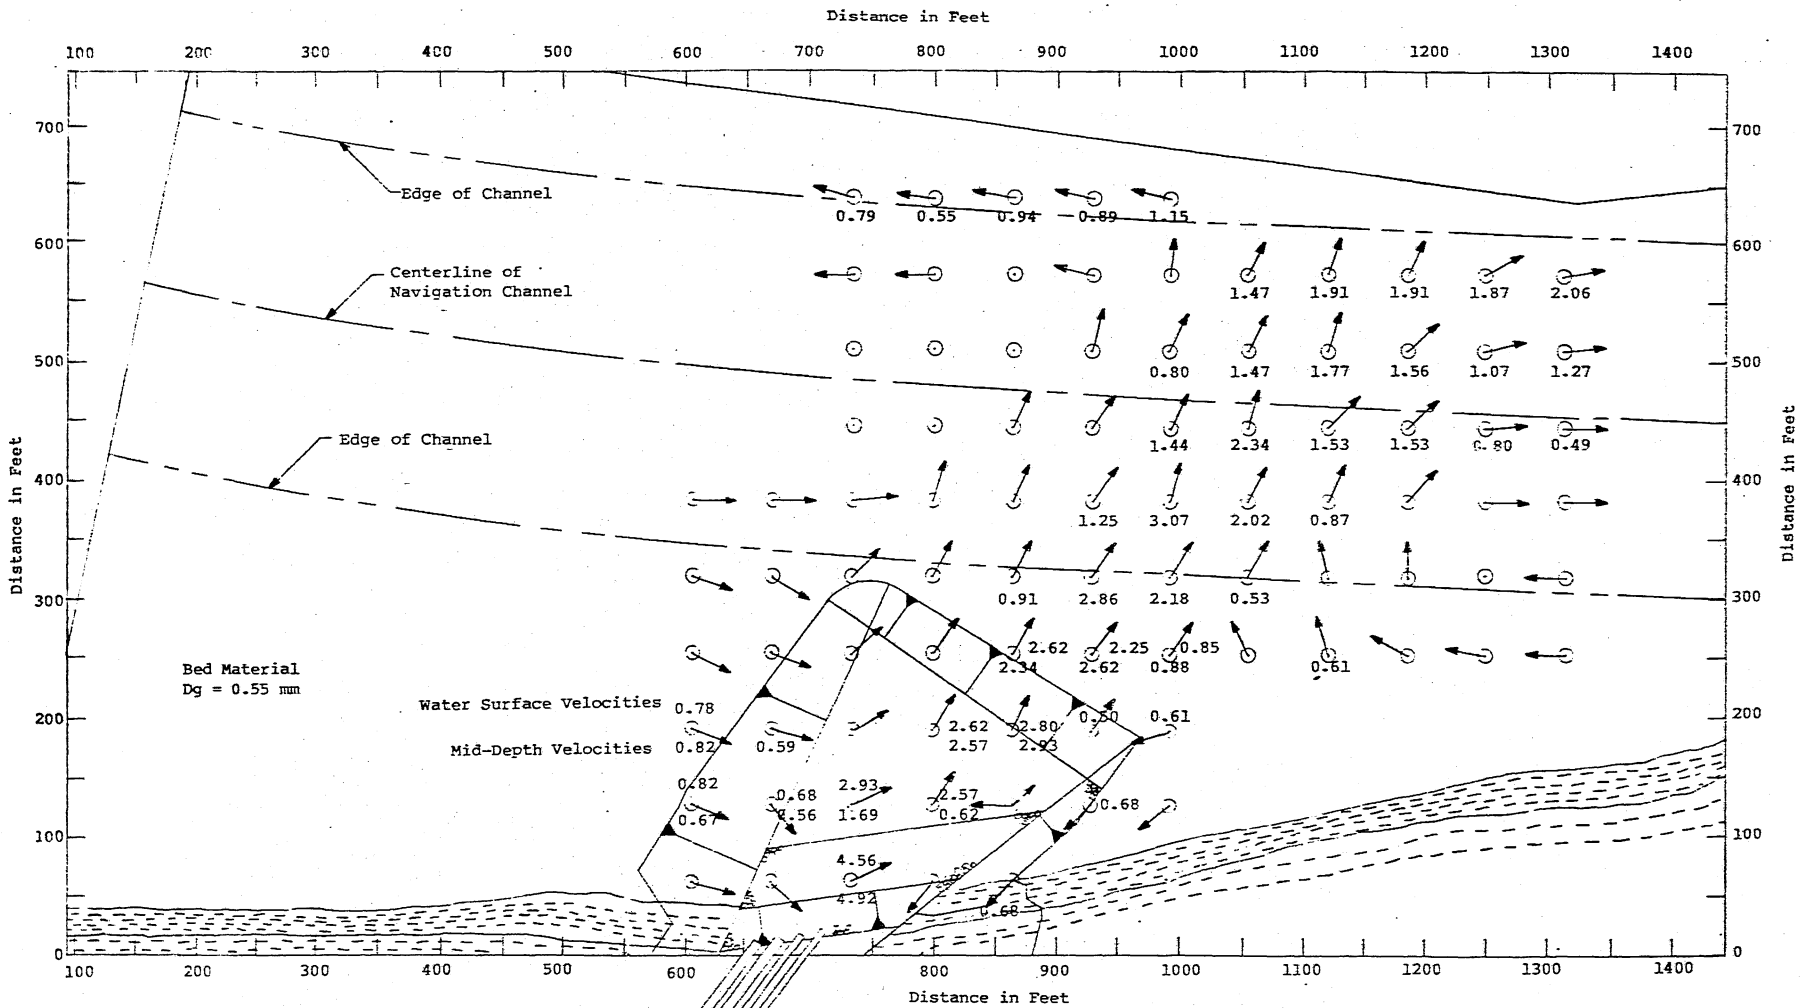 Distance in Feet
100 200 300 400 500 600 700 800 900 1000 1100 1200 1300 1400
700 700
Edge of Channel
0.79 0.55 0.94 0.89 1.15
600 600
Centerline of
Navigation Channel
1.47 1.91 1.91 1.87 2.06
500 500
0.80 1.47 1.77 1.56 1.07 1.27
Edge of Channel
1.44 2.34 1.53 1.53 0.80 0.49
400 400
1.25 3.07 2.02 0.87
Distance in Feet
Distance in Feet
300 300
0.91 2.86 2.18 0.53
2.62 2.25 0.85
2.34 2.62 0.88 0.61
Bed Material
Dg = 0.55 mm
Water Surface Velocities 0.78
200 200
2.62 2.80 0.50 0.61
Mid-Depth Velocities 0.82 0.59 2.57 2.93
0.82 0.68 2.93 2.57 0.68
0.67 0.56 1.69 0.62
100 100
4.56
4.92 0.68
0 0
100 200 300 400 500 600 800 900 1000 1100 1200 1300 1400
Distance in Feet